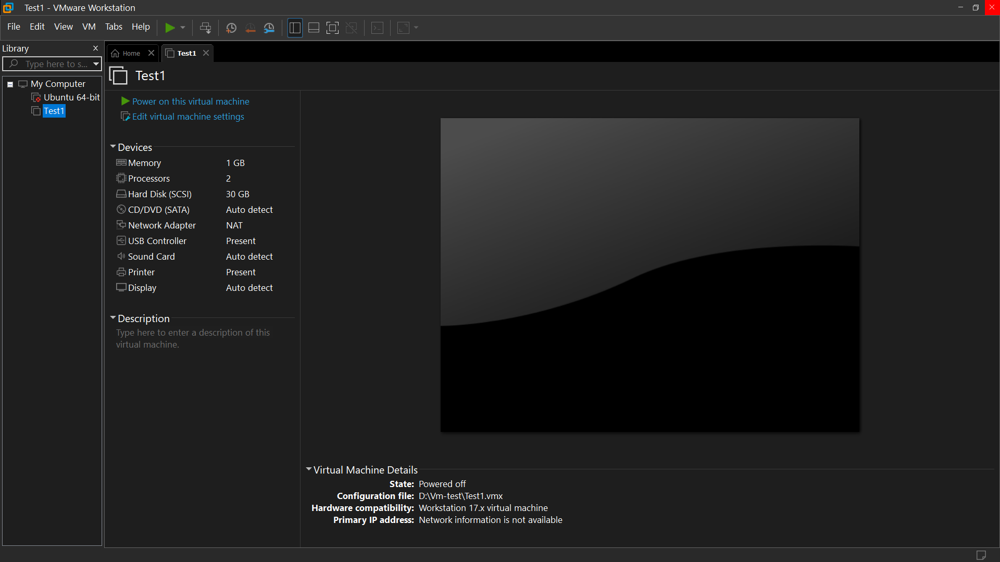 Test1 - VMware Workstation
File Edit View VM Tabs Help
Library
Type here to s...
My Computer
Ubuntu 64-bit
Test1
Home
Test1
Test1
Power on this virtual machine
Edit virtual machine settings
Devices
Memory 1 GB
Processors 2
Hard Disk (SCSI) 30 GB
CD/DVD (SATA) Auto detect
Network Adapter NAT
USB Controller Present
Sound Card Auto detect
Printer Present
Display Auto detect
Description
Type here to enter a description of this
virtual machine.
Virtual Machine Details
State: Powered off
Configuration file: D:\Vm-test\Test1.vmx
Hardware compatibility: Workstation 17.x virtual machine
Primary IP address: Network information is not available